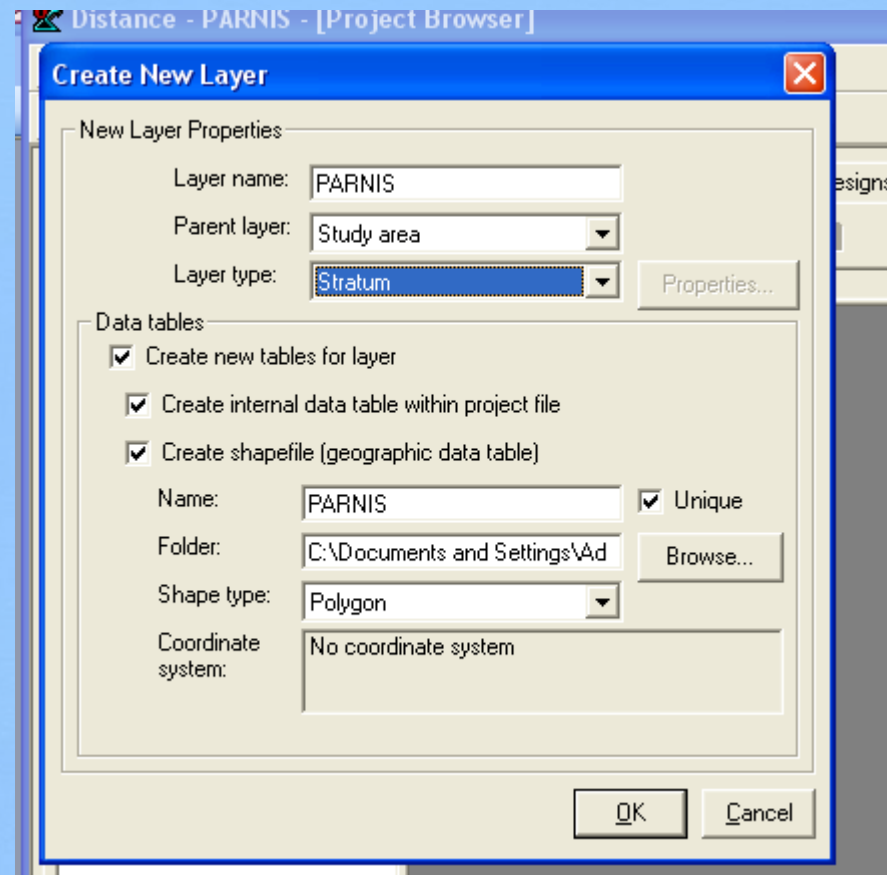 Distance - PARNIS - [Project Browser]
Create New Layer
New Layer Properties
Layer name: PARNIS
Parent layer: Study area
Layer type: Stratum Properties...
Data tables
Create new tables for layer
Create internal data table within project file
Create shapefile (geographic data table)
Name: PARNIS Unique
Folder: C:\Documents and Settings\Ad Browse...
Shape type: Polygon
Coordinate system: No coordinate system
OK Cancel